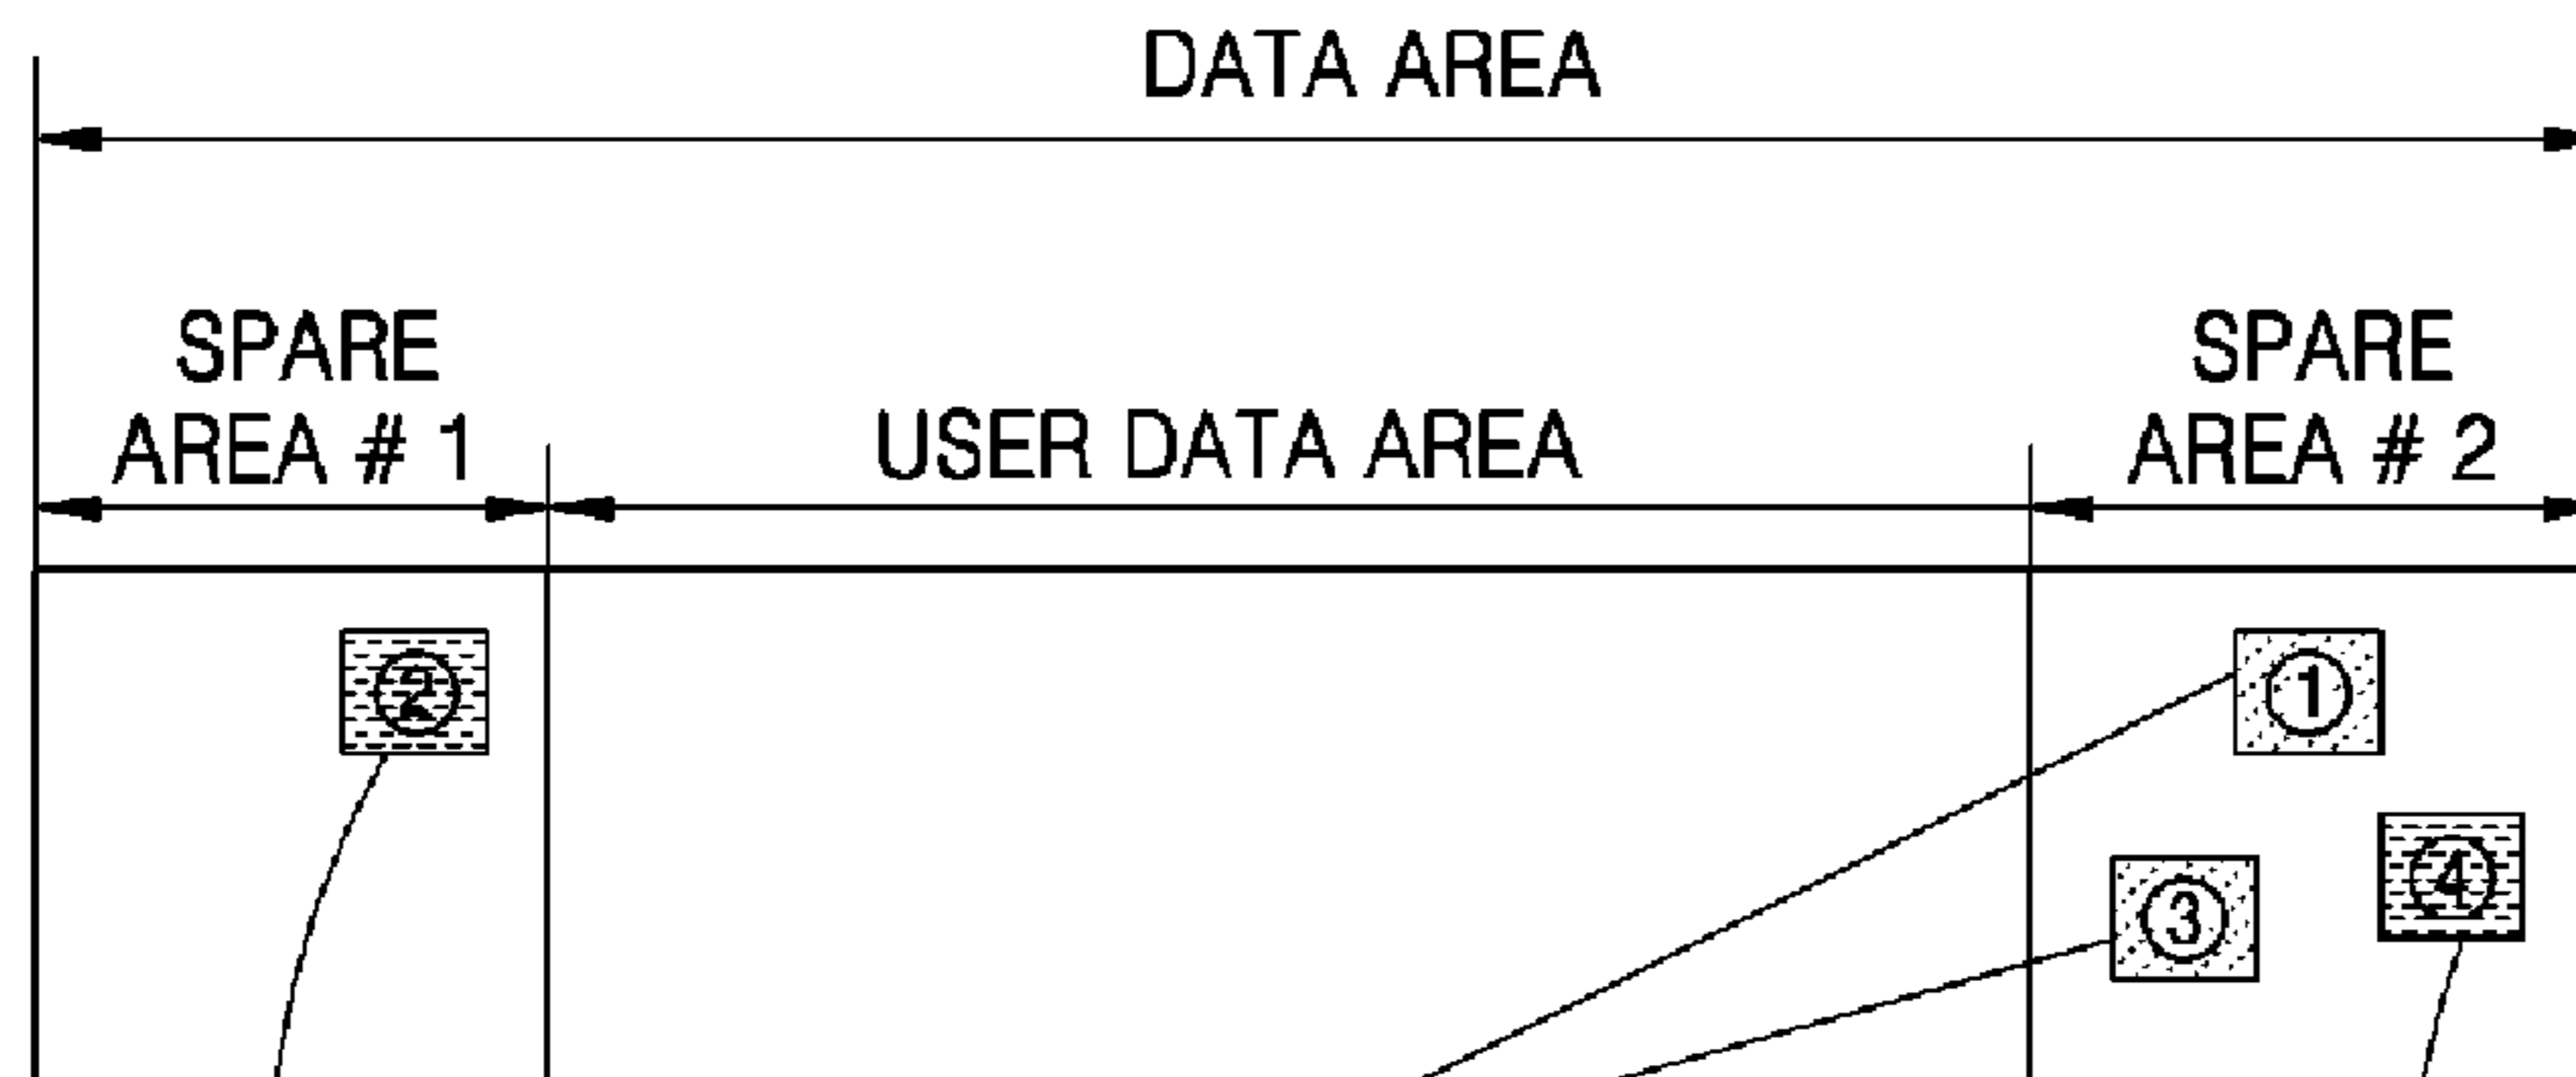 DATA AREA
SPARE
AREA # 1
USER DATA AREA
SPARE
AREA # 2
②
①
④
③